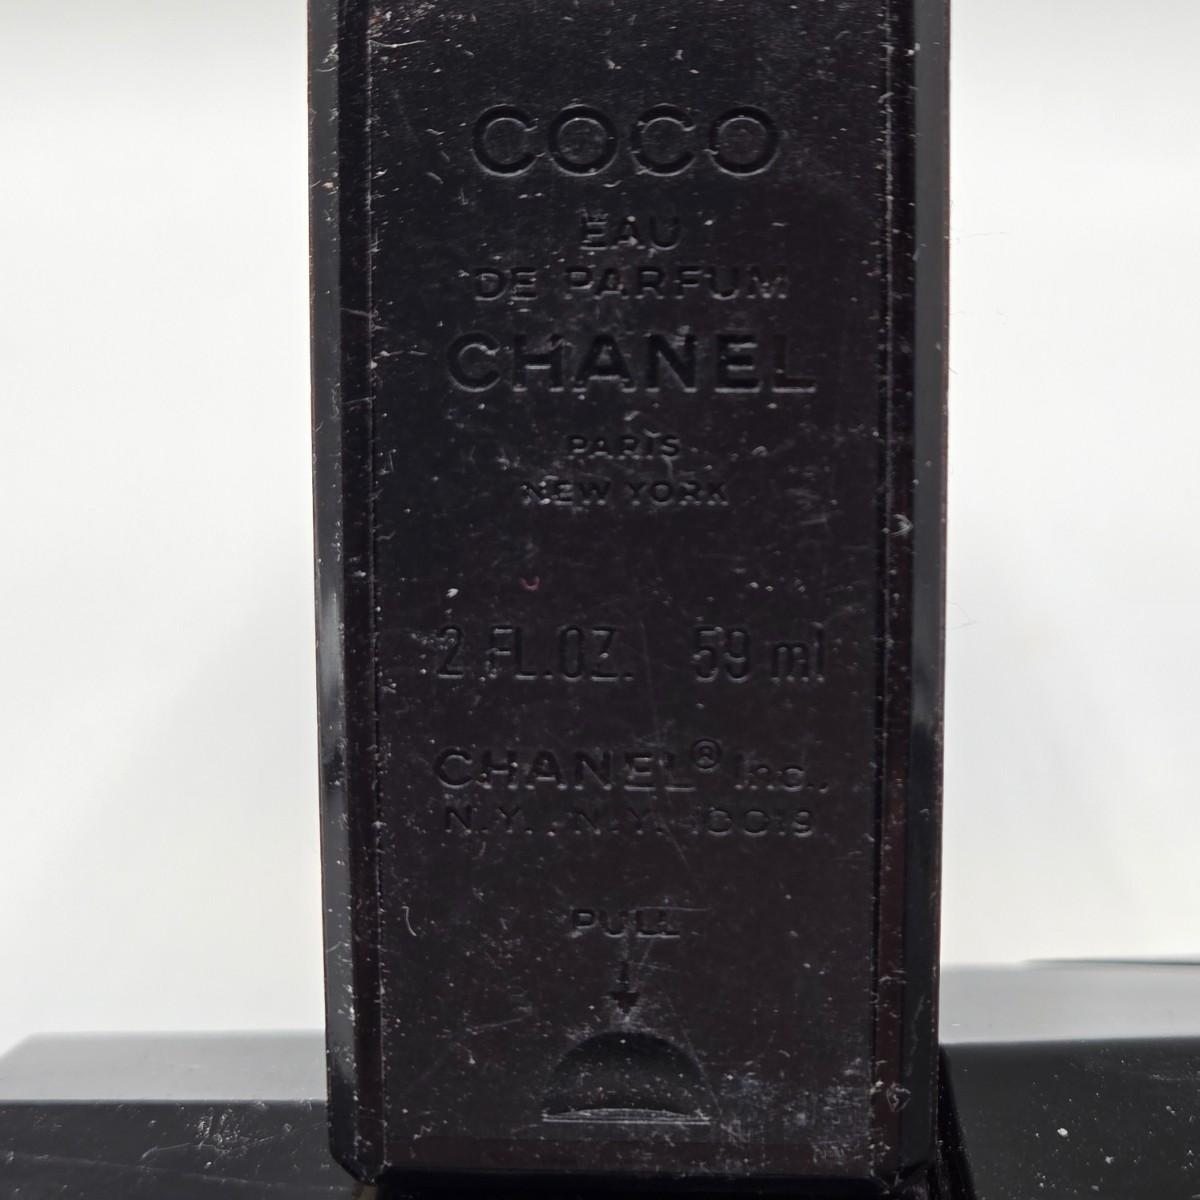 COCO
EAU
DE PARFUM
CHANEL
PARIS
NEW YORK
2 FL.OZ. 59 ml
CHANEL® Inc.,
N.Y., N.Y. 10019
PULL